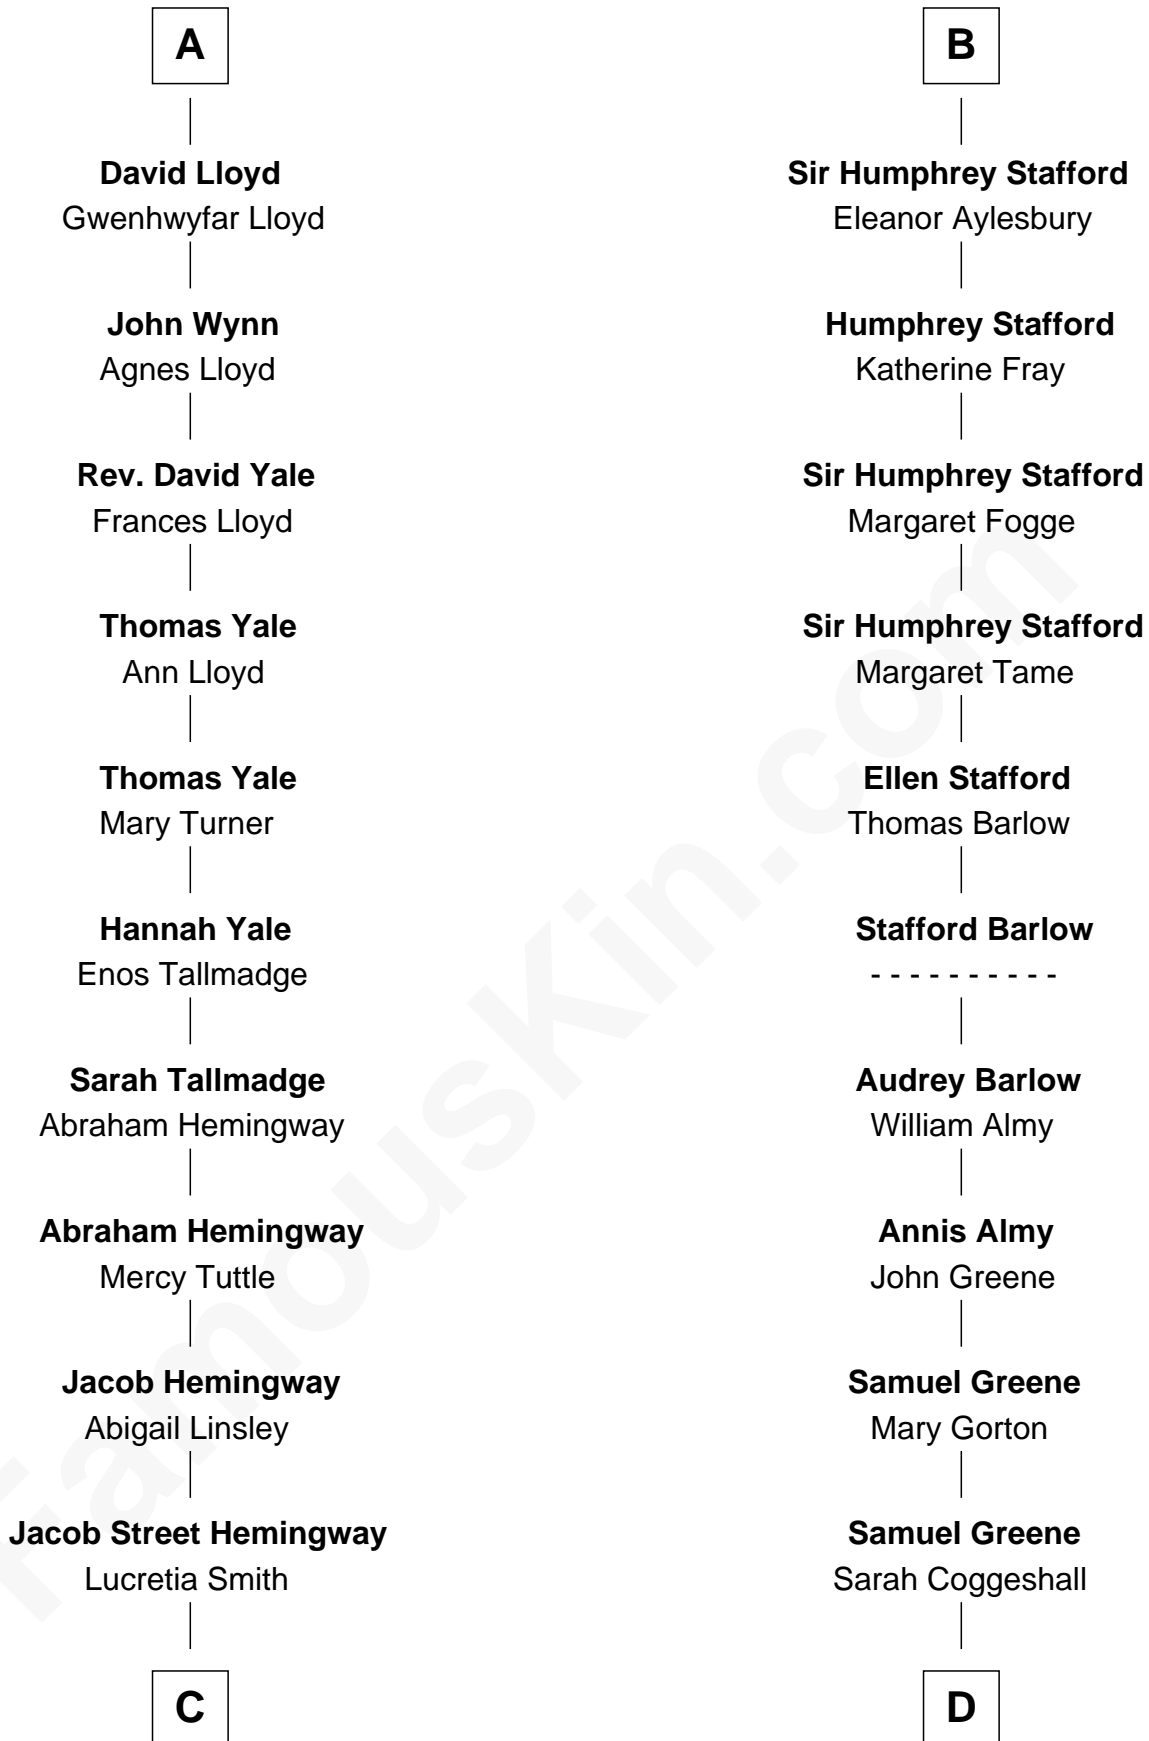 A
David Lloyd
Gwenhwyfar Lloyd
John Wynn
Agnes Lloyd
Rev. David Yale
Frances Lloyd
Thomas Yale
Ann Lloyd
Thomas Yale
Mary Turner
Hannah Yale
Enos Tallmadge
Sarah Tallmadge
Abraham Hemingway
Abraham Hemingway
Mercy Tuttle
Jacob Hemingway
Abigail Linsley
Jacob Street Hemingway
Lucretia Smith
C
B
Sir Humphrey Stafford
Eleanor Aylesbury
Humphrey Stafford
Katherine Fray
Sir Humphrey Stafford
Margaret Fogge
Sir Humphrey Stafford
Margaret Tame
Ellen Stafford
Thomas Barlow
Stafford Barlow
- - - - - - - - - -
Audrey Barlow
William Almy
Annis Almy
John Greene
Samuel Greene
Mary Gorton
Samuel Greene
Sarah Coggeshall
D
FamousKin.com